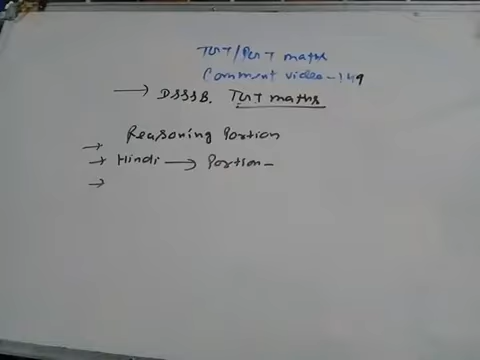 TGT/PGT maths
Comment video-149
→ DSSSB. TGT maths
Reasoning Portion
→
→ Hindi → Portion-
→